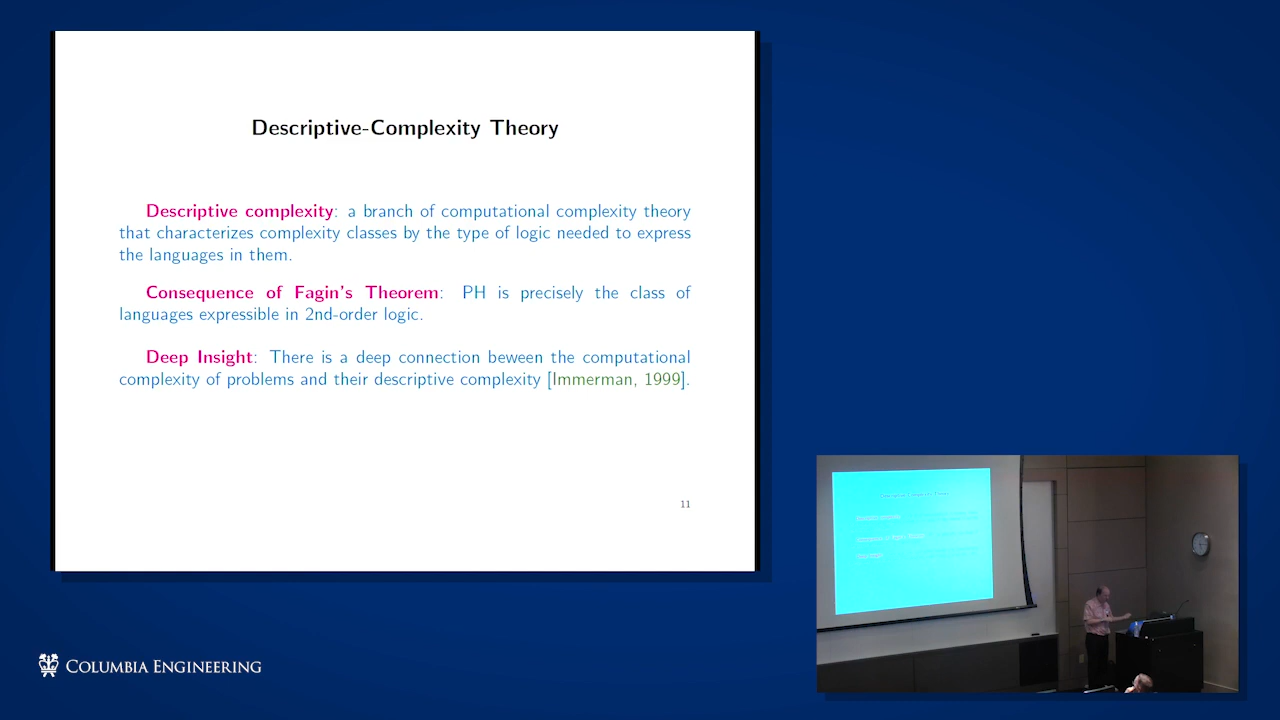 Descriptive-Complexity Theory
Descriptive complexity: a branch of computational complexity theory
that characterizes complexity classes by the type of logic needed to express
the languages in them.
Consequence of Fagin's Theorem: PH is precisely the class of
languages expressible in 2nd-order logic.
Deep Insight: There is a deep connection beween the computational
complexity of problems and their descriptive complexity [Immerman, 1999].
11
COLUMBIA ENGINEERING